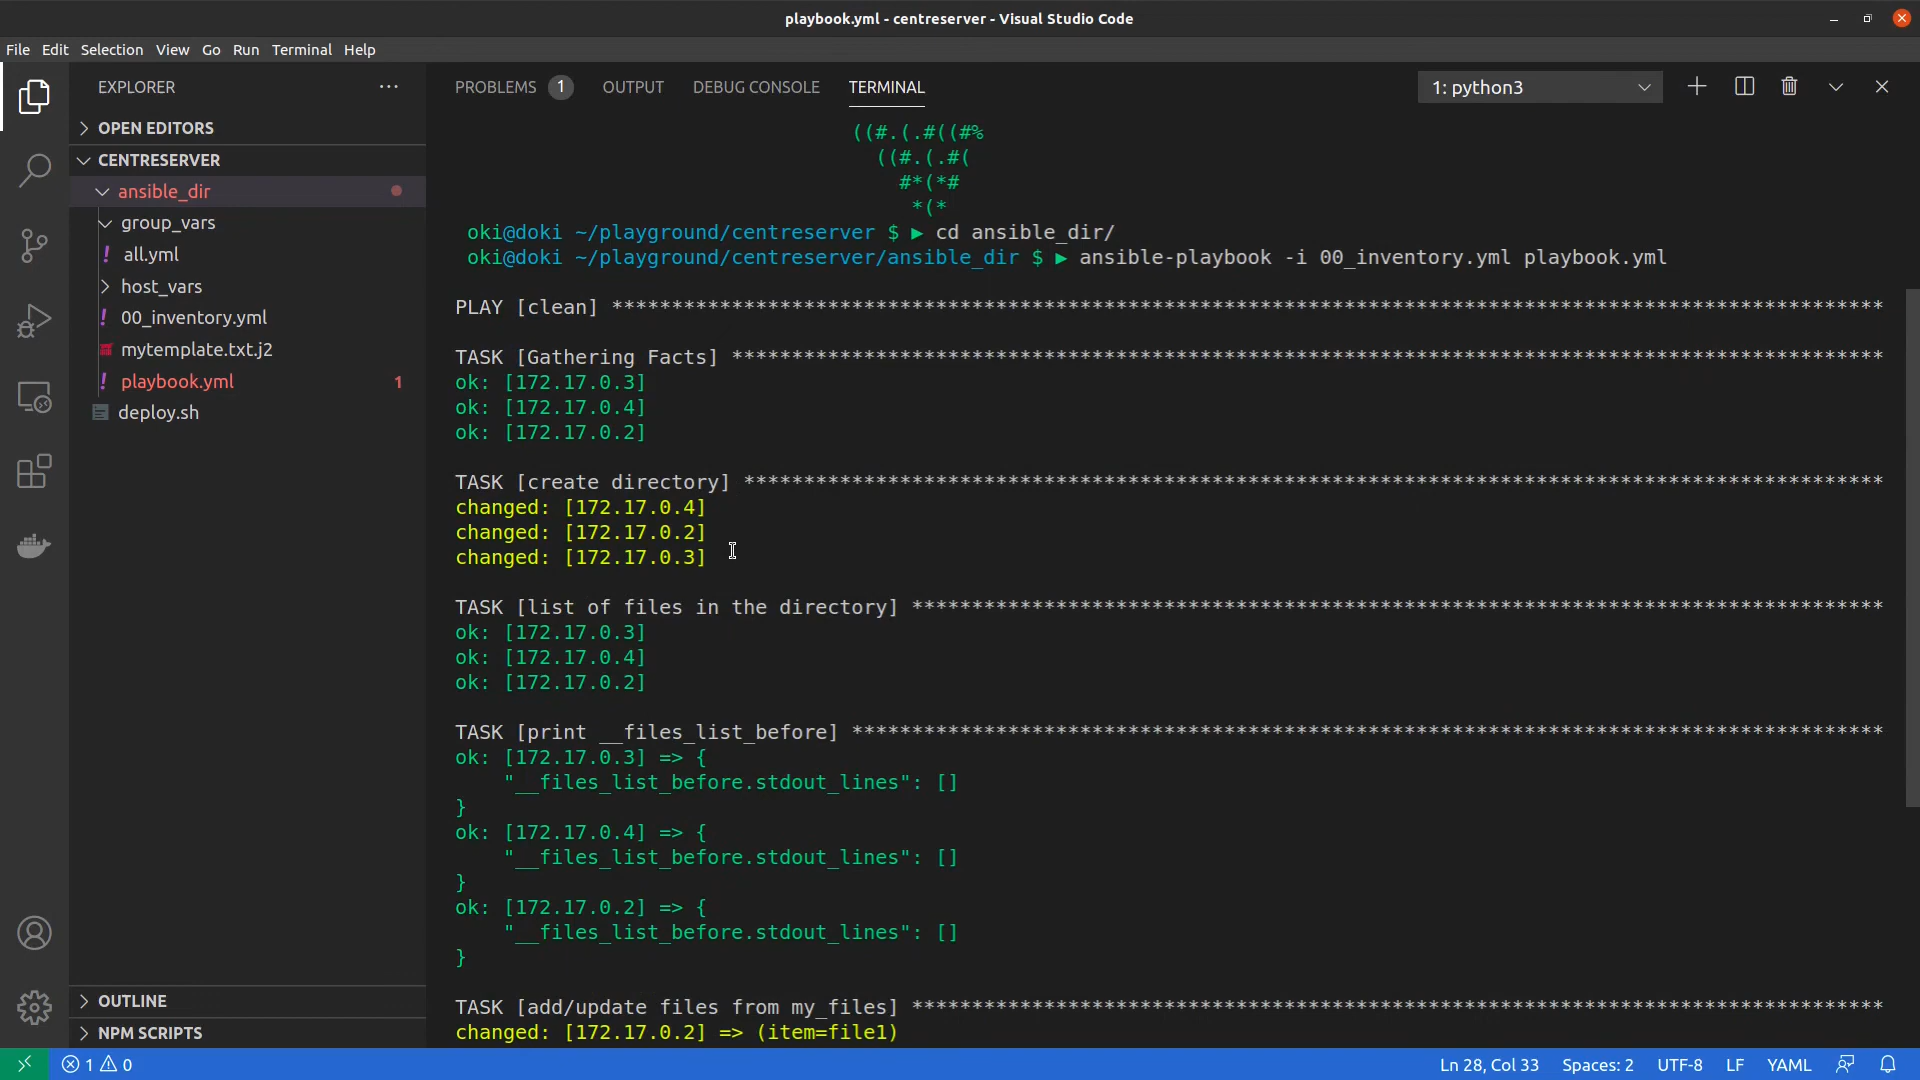 playbook.yml - centreserver - Visual Studio Code
File Edit Selection View Go Run Terminal Help
EXPLORER
OPEN EDITORS
CENTRESERVER
ansible_dir
group_vars
! all.yml
host_vars
! 00_inventory.yml
mytemplate.txt.j2
! playbook.yml 1
deploy.sh
OUTLINE
NPM SCRIPTS
PROBLEMS 1 OUTPUT DEBUG CONSOLE TERMINAL 1: python3
((#.(.#((#%
((#.(.#(
#*(*#
*(*
oki@doki ~/playground/centreserver $ ▶ cd ansible_dir/
oki@doki ~/playground/centreserver/ansible_dir $ ▶ ansible-playbook -i 00_inventory.yml playbook.yml
PLAY [clean] **********************************************************************************************************
TASK [Gathering Facts] ************************************************************************************************
ok: [172.17.0.3]
ok: [172.17.0.4]
ok: [172.17.0.2]
TASK [create directory] ***********************************************************************************************
changed: [172.17.0.4]
changed: [172.17.0.2]
changed: [172.17.0.3]
TASK [list of files in the directory] *********************************************************************************
ok: [172.17.0.3]
ok: [172.17.0.4]
ok: [172.17.0.2]
TASK [print __files_list_before] **************************************************************************************
ok: [172.17.0.3] => {
"__files_list_before.stdout_lines": []
}
ok: [172.17.0.4] => {
"__files_list_before.stdout_lines": []
}
ok: [172.17.0.2] => {
"__files_list_before.stdout_lines": []
}
TASK [add/update files from my_files] *********************************************************************************
changed: [172.17.0.2] => (item=file1)
1 0 Ln 28, Col 33 Spaces: 2 UTF-8 LF YAML